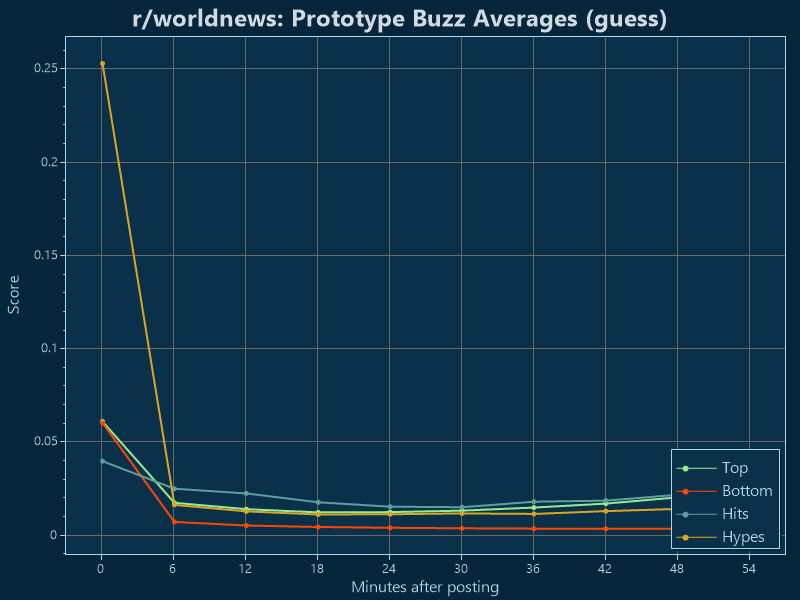 r/worldnews: Prototype Buzz Averages (guess)
0.25
0.2
0.15
0.1
0.05
0
Score
Top
Bottom
Hits
Hypes
0 6 12 18 24 30 36 42 48 54
Minutes after posting